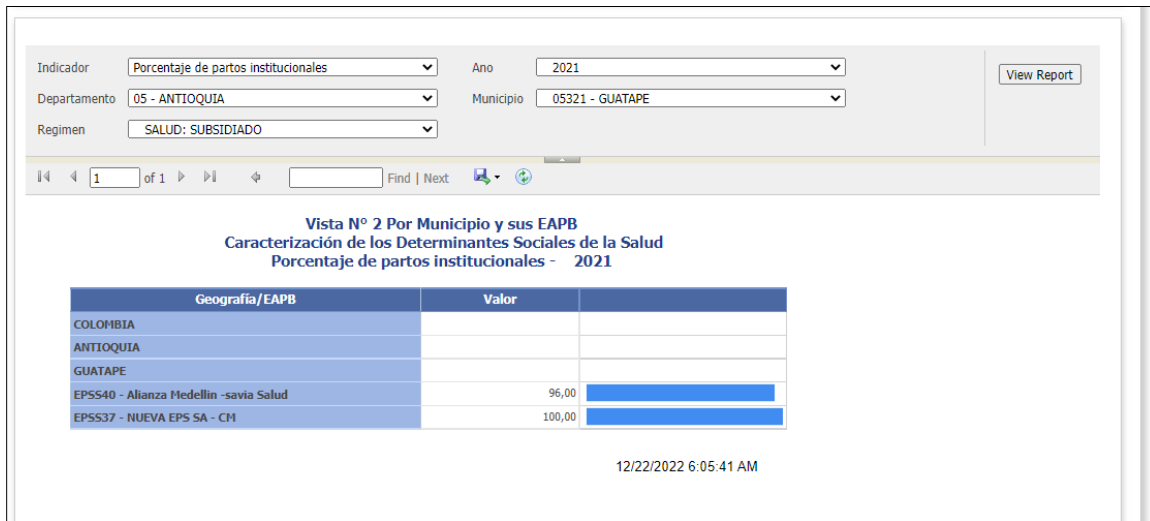 Indicador Porcentaje de partos institucionales Ano 2021 View Report
Departamento 05 - ANTIOQUIA Municipio 05321 - GUATAPE
Regimen SALUD: SUBSIDIADO
1 of 1 Find | Next
Vista N° 2 Por Municipio y sus EAPB
Caracterización de los Determinantes Sociales de la Salud
Porcentaje de partos institucionales - 2021
Geografía/EAPB Valor
COLOMBIA
ANTIOQUIA
GUATAPE
EPSS40 - Alianza Medellin -savia Salud 96,00
EPSS37 - NUEVA EPS SA - CM 100,00
12/22/2022 6:05:41 AM